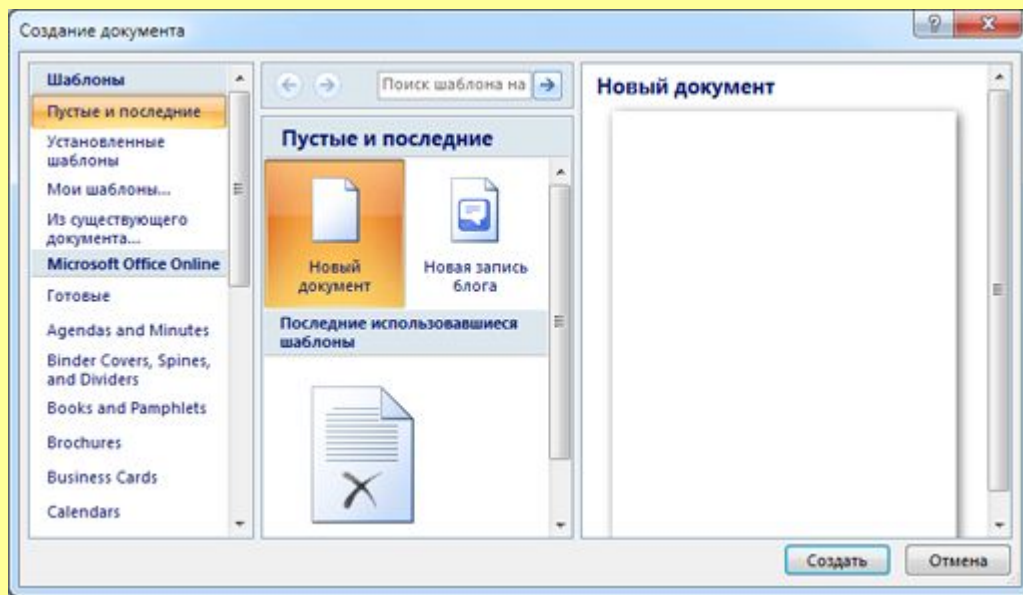 Создание документа
Шаблоны
Пустые и последние
Установленные
шаблоны
Мои шаблоны...
Из существующего
документа...
Microsoft Office Online
Готовые
Agendas and Minutes
Binder Covers, Spines,
and Dividers
Books and Pamphlets
Brochures
Business Cards
Calendars
Поиск шаблона на
Пустые и последние
Новый
документ
Новая запись
блога
Последние использовавшиеся
шаблоны
Новый документ
Создать
Отмена